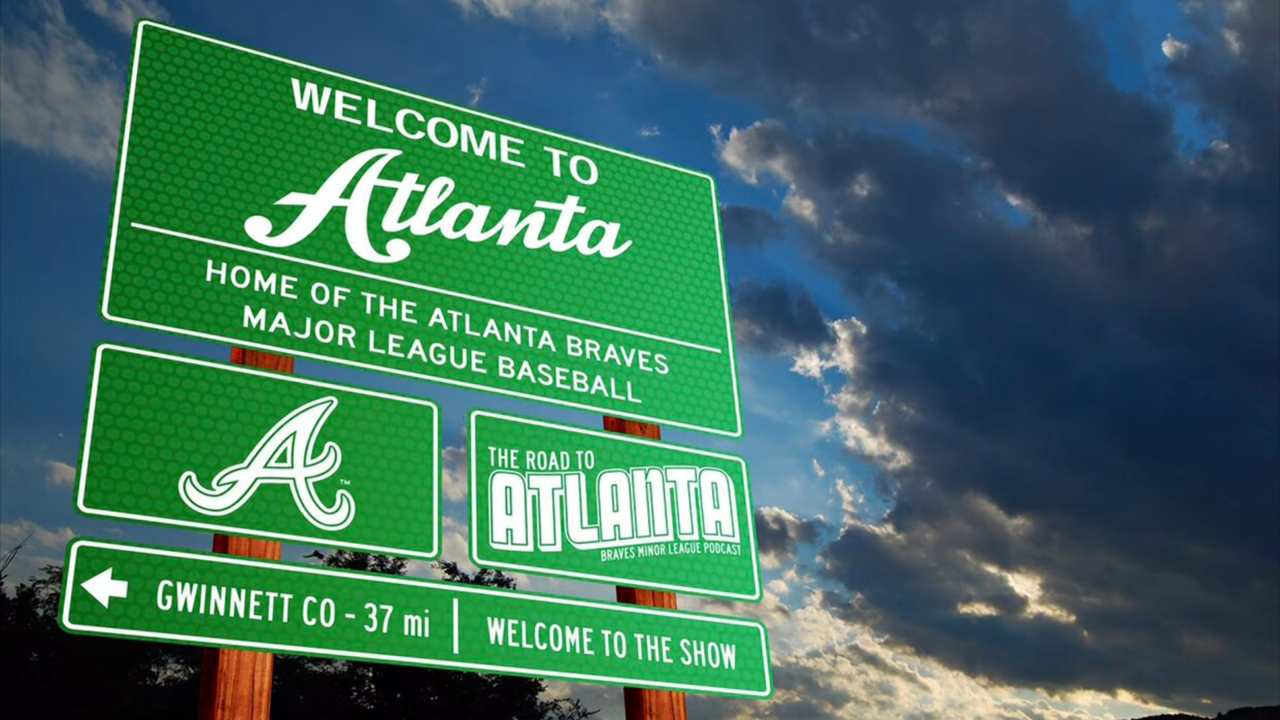 WELCOME TO
Atlanta
HOME OF THE ATLANTA BRAVES
MAJOR LEAGUE BASEBALL
A™
THE ROAD TO
ATLANTA
BRAVES MINOR LEAGUE PODCAST
GWINNETT CO - 37 mi | WELCOME TO THE SHOW